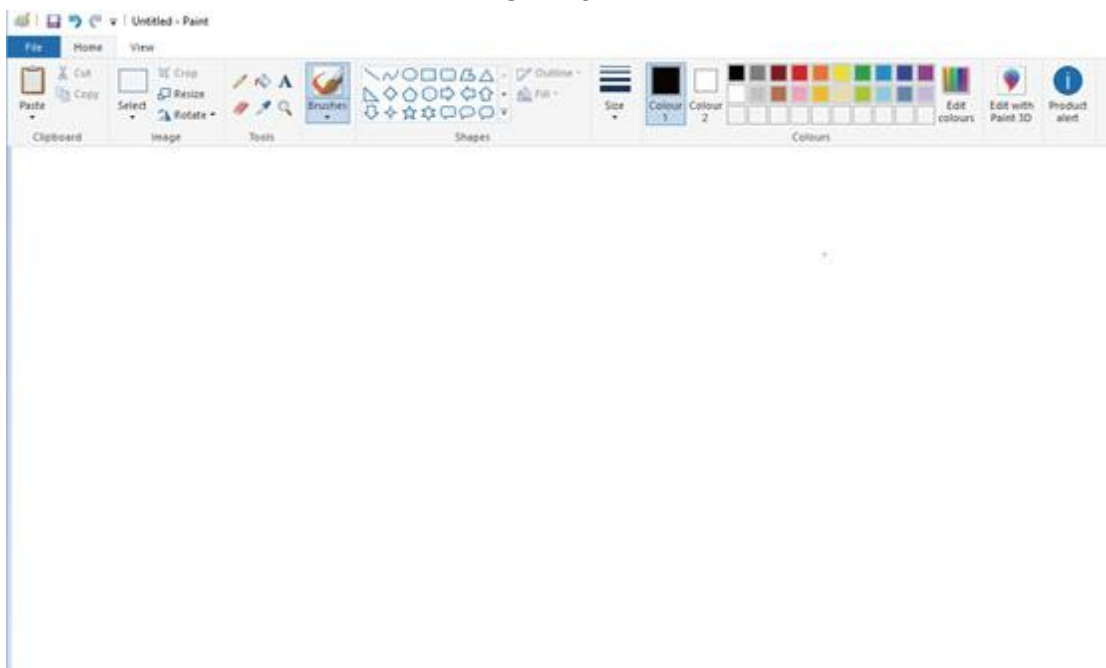 Untitled - Paint
File Home View
Paste
Cut
Copy
Clipboard
Select
Crop
Resize
Rotate
Image
A
Tools
Brushes
Shapes
Outline
Fill
Size
Colour 1
Colour 2
Edit colours
Colours
Edit with Paint 3D
Product alert